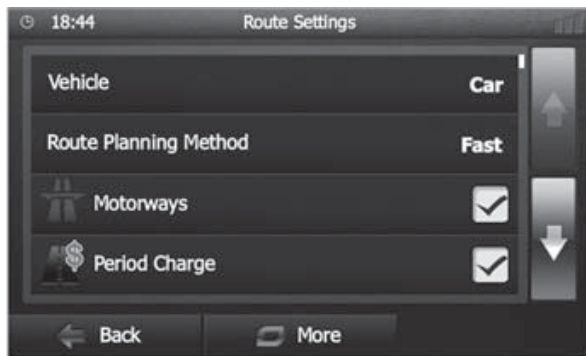 18:44 Route Settings
Vehicle Car
Route Planning Method Fast
Motorways
$ Period Charge
Back More